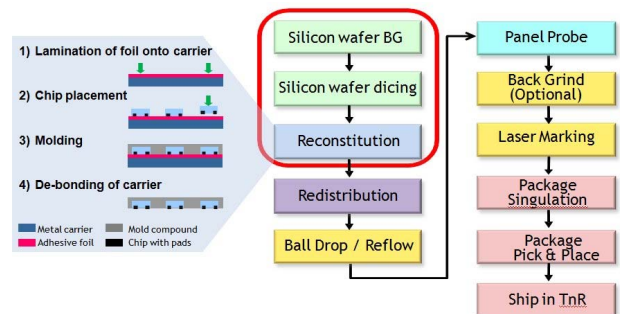 1) Lamination of foil onto carrier
2) Chip placement
3) Molding
4) De-bonding of carrier
Metal carrier
Mold compound
Adhesive foil
Chip with pads
Silicon wafer BG
Silicon wafer dicing
Reconstitution
Redistribution
Ball Drop / Reflow
Panel Probe
Back Grind
(Optional)
Laser Marking
Package
Singulation
Package
Pick & Place
Ship in TnR